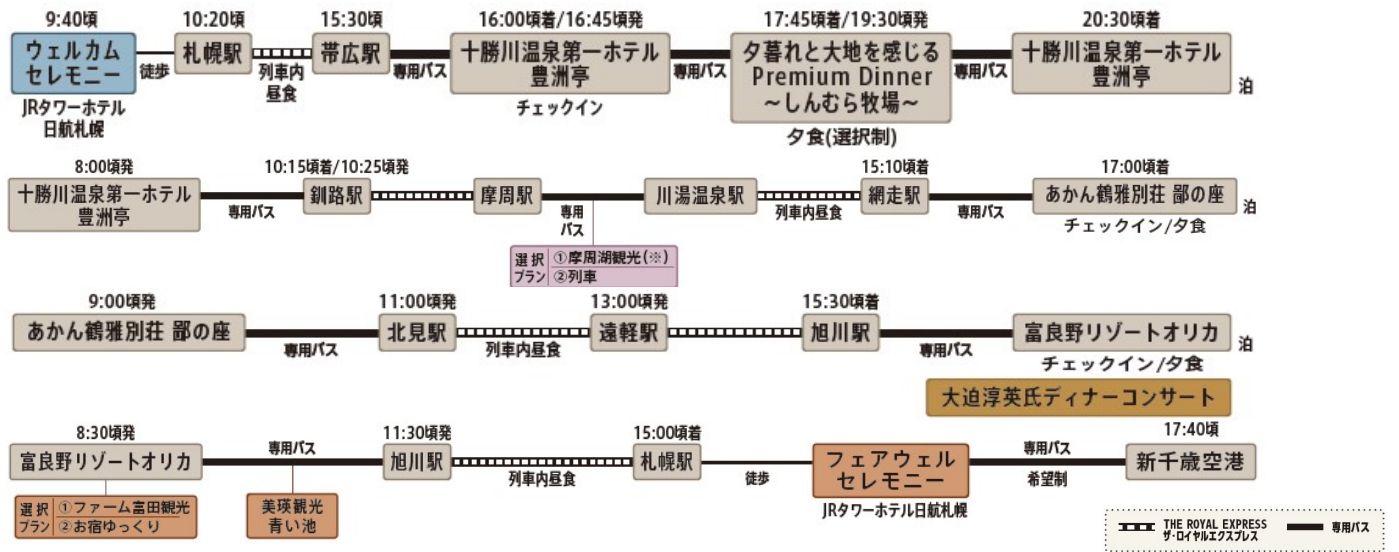 9:40頃
ウェルカム
セレモニー
JRタワーホテル
日航札幌
徒歩
10:20頃
札幌駅
列車内
昼食
15:30頃
帯広駅
専用バス
16:00頃着/16:45頃発
十勝川温泉第一ホテル
豊洲亭
チェックイン
専用バス
17:45頃着/19:30頃発
夕暮れと大地を感じる
Premium Dinner
～しんむら牧場～
夕食(選択制)
専用バス
20:30頃着
十勝川温泉第一ホテル
豊洲亭
泊
8:00頃発
十勝川温泉第一ホテル
豊洲亭
専用バス
10:15頃着/10:25頃発
釧路駅
摩周駅
専用
バス
選択
プラン
①摩周湖観光(※)
②列車
川湯温泉駅
列車内昼食
15:10頃着
網走駅
専用バス
17:00頃着
あかん鶴雅別荘 鄙の座
チェックイン/夕食
泊
9:00頃発
あかん鶴雅別荘 鄙の座
専用バス
11:00頃発
北見駅
列車内昼食
13:00頃発
遠軽駅
15:30頃着
旭川駅
専用バス
富良野リゾートオリカ
チェックイン/夕食
泊
大迫淳英氏ディナーコンサート
8:30頃発
富良野リゾートオリカ
選択
プラン
①ファーム富田観光
②お宿ゆっくり
専用バス
美瑛観光
青い池
11:30頃発
旭川駅
列車内昼食
15:00頃着
札幌駅
徒歩
フェアウェル
セレモニー
JRタワーホテル日航札幌
専用バス
希望制
17:40頃
新千歳空港
THE ROYAL EXPRESS
ザ・ロイヤルエクスプレス
専用バス